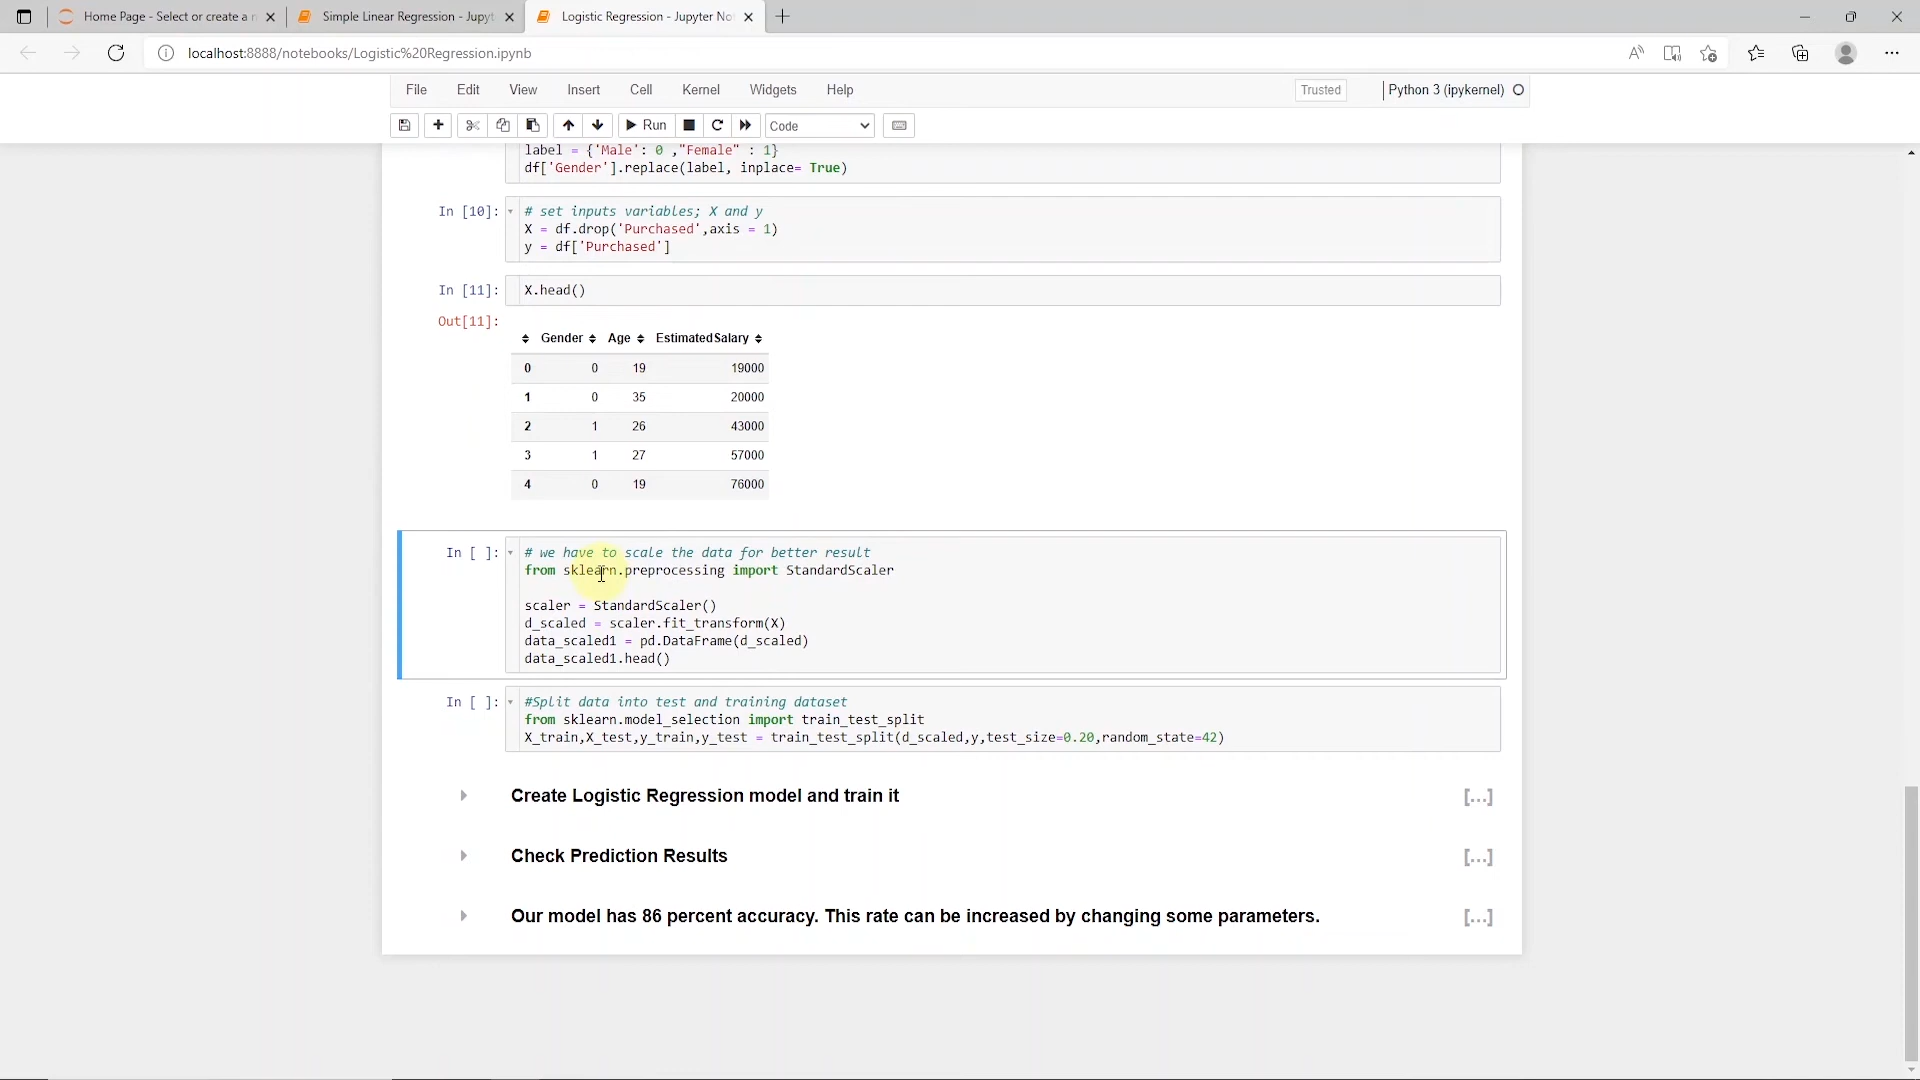 Home Page - Select or create a n
Simple Linear Regression - Jupyt
Logistic Regression - Jupyter No
localhost:8888/notebooks/Logistic%20Regression.ipynb
File Edit View Insert Cell Kernel Widgets Help
Trusted
Python 3 (ipykernel)
Run
Code
label = {'Male': 0 ,"Female" : 1}
df['Gender'].replace(label, inplace= True)
In [10]:
# set inputs variables; X and y
X = df.drop('Purchased',axis = 1)
y = df['Purchased']
In [11]:
X.head()
Out[11]:
Gender Age EstimatedSalary
0 0 19 19000
1 0 35 20000
2 1 26 43000
3 1 27 57000
4 0 19 76000
In [ ]:
# we have to scale the data for better result
from sklearn.preprocessing import StandardScaler
scaler = StandardScaler()
d_scaled = scaler.fit_transform(X)
data_scaled1 = pd.DataFrame(d_scaled)
data_scaled1.head()
In [ ]:
#Split data into test and training dataset
from sklearn.model_selection import train_test_split
X_train,X_test,y_train,y_test = train_test_split(d_scaled,y,test_size=0.20,random_state=42)
Create Logistic Regression model and train it
[...]
Check Prediction Results
[...]
Our model has 86 percent accuracy. This rate can be increased by changing some parameters.
[...]